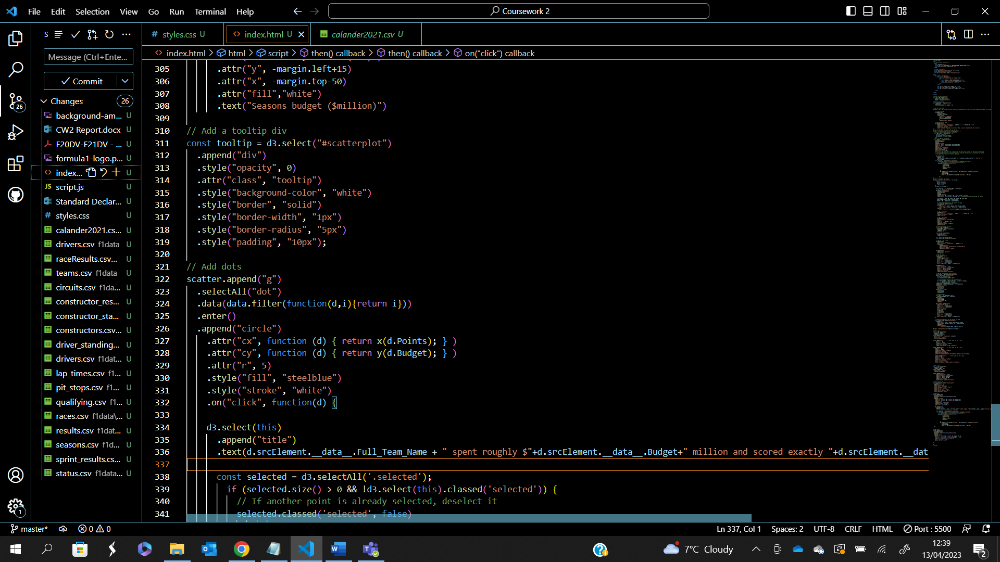 File Edit Selection View Go Run Terminal Help
Coursework 2
S
styles.css U
index.html U
calander2021.csv U
index.html > html > script > then() callback > then() callback > on("click") callback
Message (Ctrl+Ente...
Commit
Changes 26
background-am... U
CW2 Report.docx U
F20DV-F21DV - ... U
formula1-logo.p... U
index... U
script.js U
Standard Declar... U
styles.css U
calander2021.cs... U
drivers.csv f1data U
raceResults.csv... U
teams.csv f1data U
circuits.csv f1da... U
constructor_res... U
constructor_sta... U
constructors.csv... U
driver_standing... U
drivers.csv f1dat... U
lap_times.csv f1... U
pit_stops.csv f1... U
qualifying.csv f1... U
races.csv f1data\... U
results.csv f1dat... U
seasons.csv f1d... U
sprint_results.cs... U
status.csv f1data... U
26
1
305 .attr("y", -margin.left+15)
306 .attr("x", -margin.top-50)
307 .attr("fill","white")
308 .text("Seasons budget ($million)")
309
310 // Add a tooltip div
311 const tooltip = d3.select("#scatterplot")
312 .append("div")
313 .style("opacity", 0)
314 .attr("class", "tooltip")
315 .style("background-color", "white")
316 .style("border", "solid")
317 .style("border-width", "1px")
318 .style("border-radius", "5px")
319 .style("padding", "10px");
320
321 // Add dots
322 scatter.append("g")
323 .selectAll("dot")
324 .data(data.filter(function(d,i){return i}))
325 .enter()
326 .append("circle")
327 .attr("cx", function (d) { return x(d.Points); } )
328 .attr("cy", function (d) { return y(d.Budget); } )
329 .attr("r", 5)
330 .style("fill", "steelblue")
331 .style("stroke", "white")
332 .on("click", function(d) {
333
334 d3.select(this)
335 .append("title")
336 .text(d.srcElement.__data__.Full_Team_Name + " spent roughly $"+d.srcElement.__data__.Budget+" million and scored exactly "+d.srcElement.__dat
337
338 const selected = d3.selectAll('.selected');
339 if (selected.size() > 0 && !d3.select(this).classed('selected')) {
340 // If another point is already selected, deselect it
341 selected.classed('selected', false)
master* 0 0
Ln 337, Col 1 Spaces: 2 UTF-8 CRLF HTML Port : 5500
7°C Cloudy
12:39
13/04/2023
2